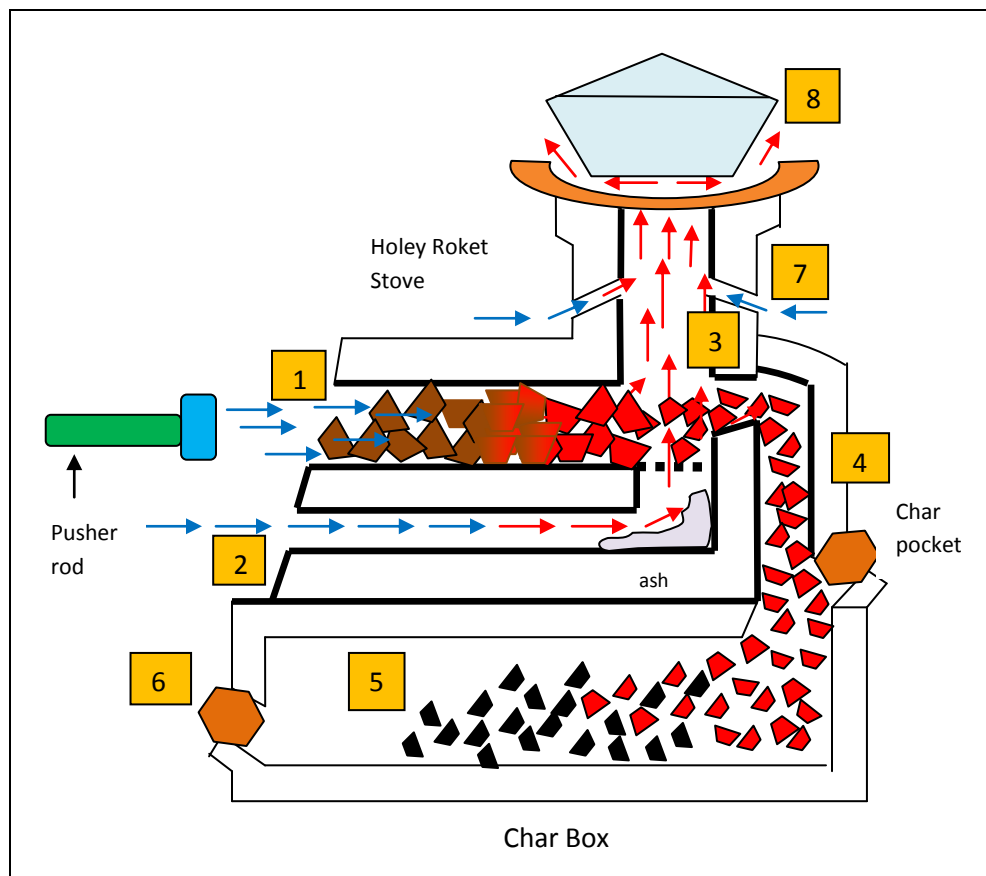 8
Holey Roket
Stove
7
3
1
4
Pusher
rod
Char
pocket
2
ash
6
5
Char Box